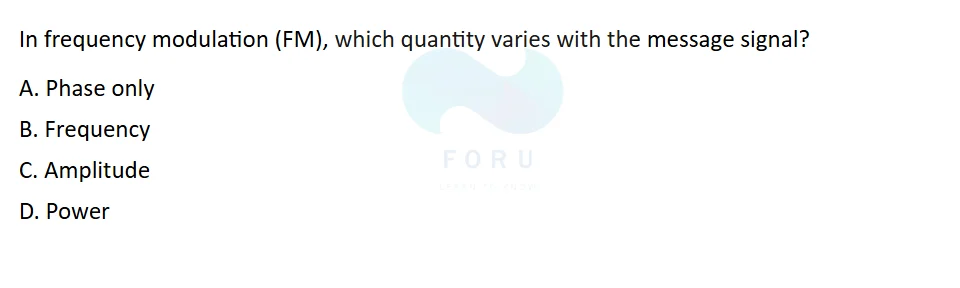 In frequency modulation (FM), which quantity varies with the message signal?
A. Phase only
B. Frequency
C. Amplitude
FORU
D. Power